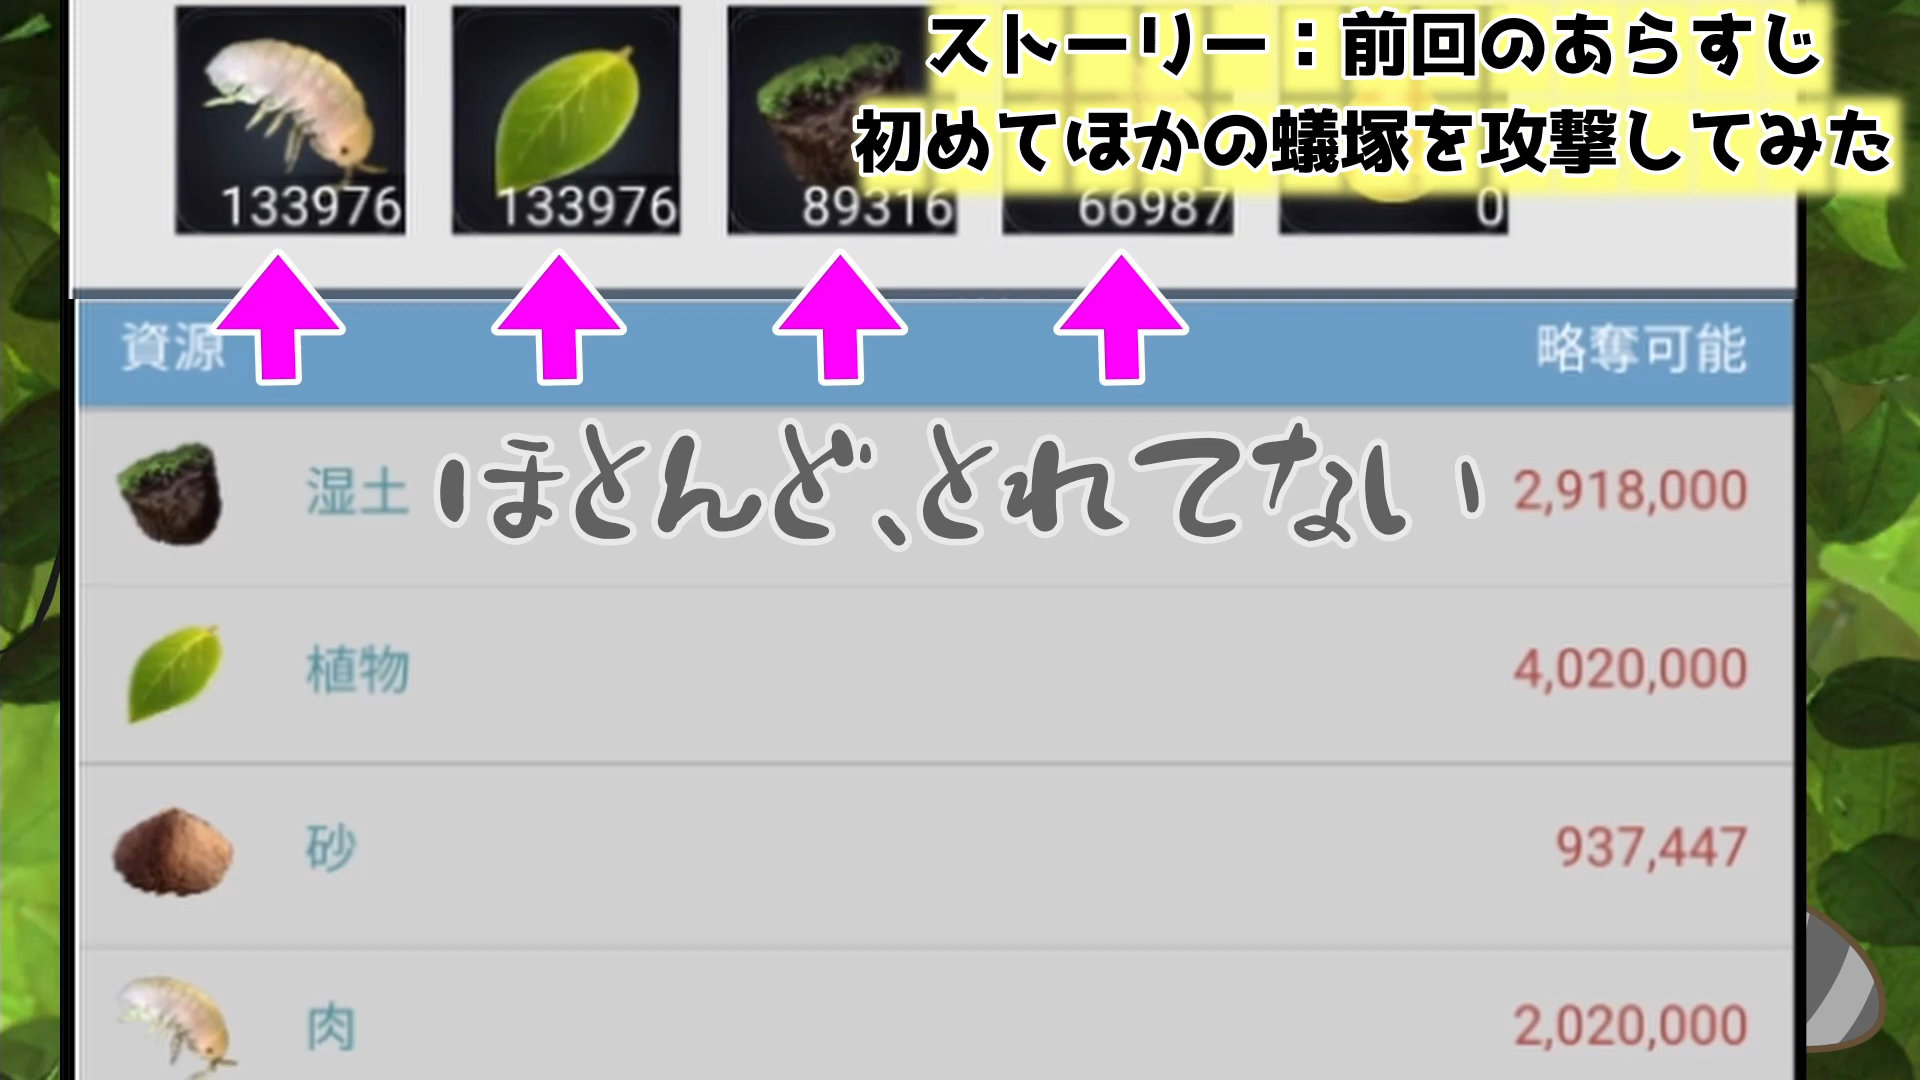 ストーリー：前回のあらすじ
初めてほかの蟻塚を攻撃してみた
133976
133976
89316
66987
0
資源
略奪可能
ほとんど、とれてない
湿土
2,918,000
植物
4,020,000
砂
937,447
肉
2,020,000